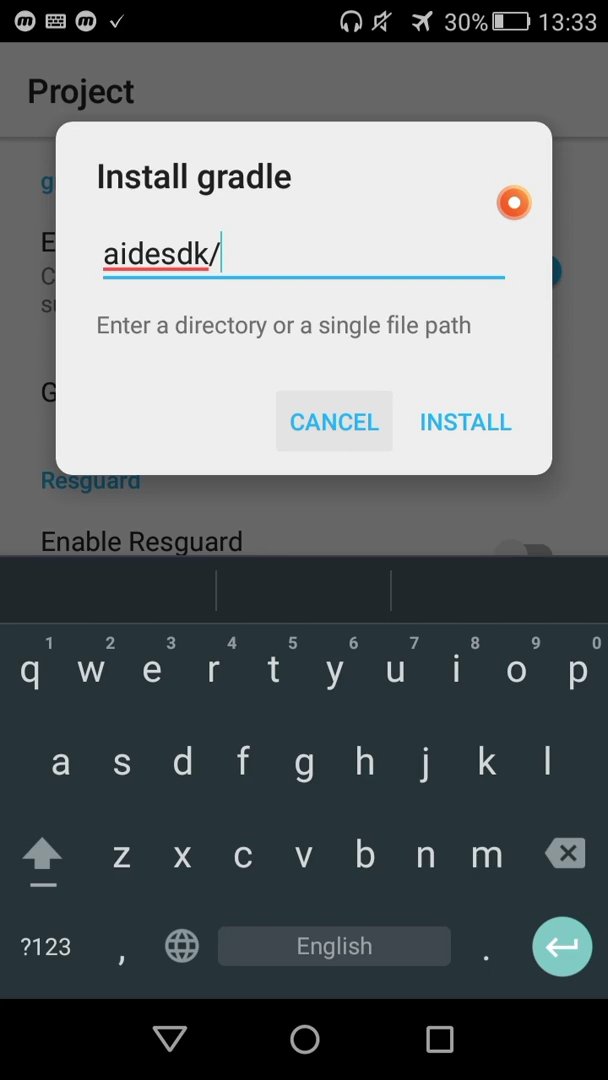 30% 13:33
Project
Install gradle
aidesdk/
Enter a directory or a single file path
CANCEL INSTALL
Resguard
Enable Resguard
1 2 3 4 5 6 7 8 9 0
q w e r t y u i o p
a s d f g h j k l
z x c v b n m
?123 , English .